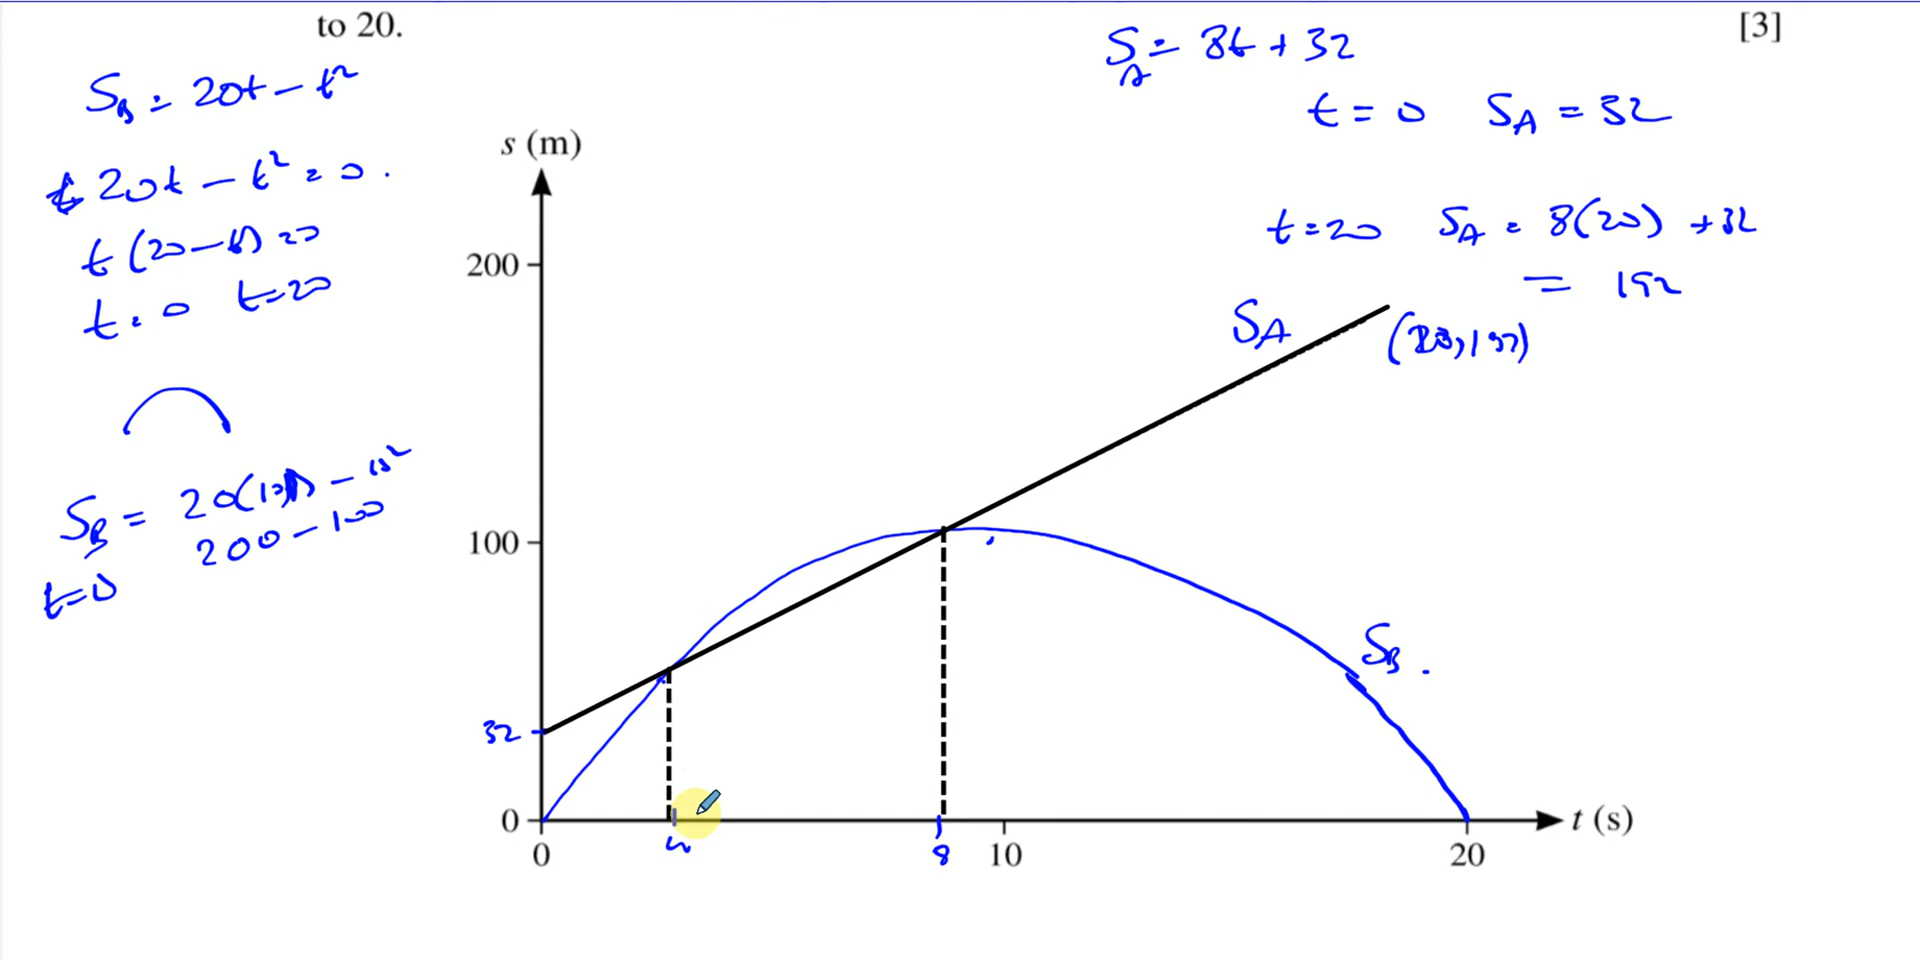 to 20.
[3]
S_A = 8t + 32
t = 0 S_A = 32
t = 20 S_A = 8(20) + 32
= 192
S_B = 20t - t²
20t - t² = 0.
t(20 - t) = 0
t = 0 t = 20
S_B = 20(10) - 10²
200 - 100
t = 0
s (m)
200
100
32
0
S_A
S_B.
4
8
0
10
20
t (s)